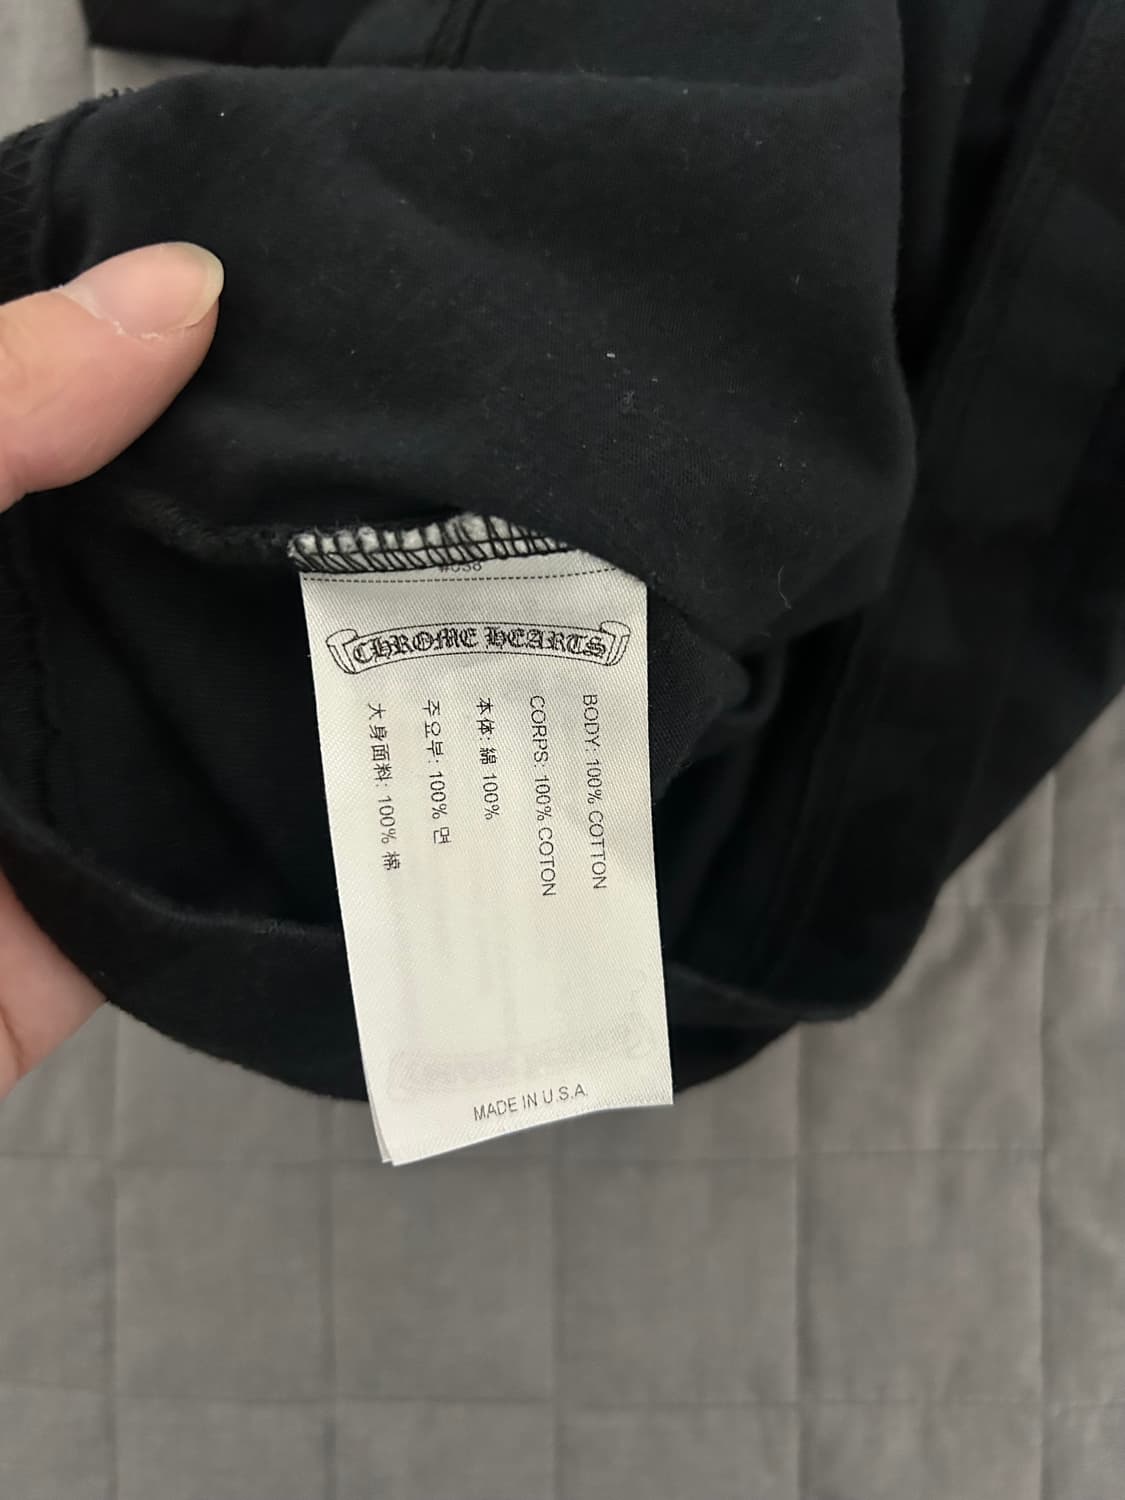 #038
CHROME HEARTS
BODY: 100% COTTON
CORPS: 100% COTON
本体: 綿 100%
주요부: 100% 면
大身面料: 100% 棉
MADE IN U.S.A.